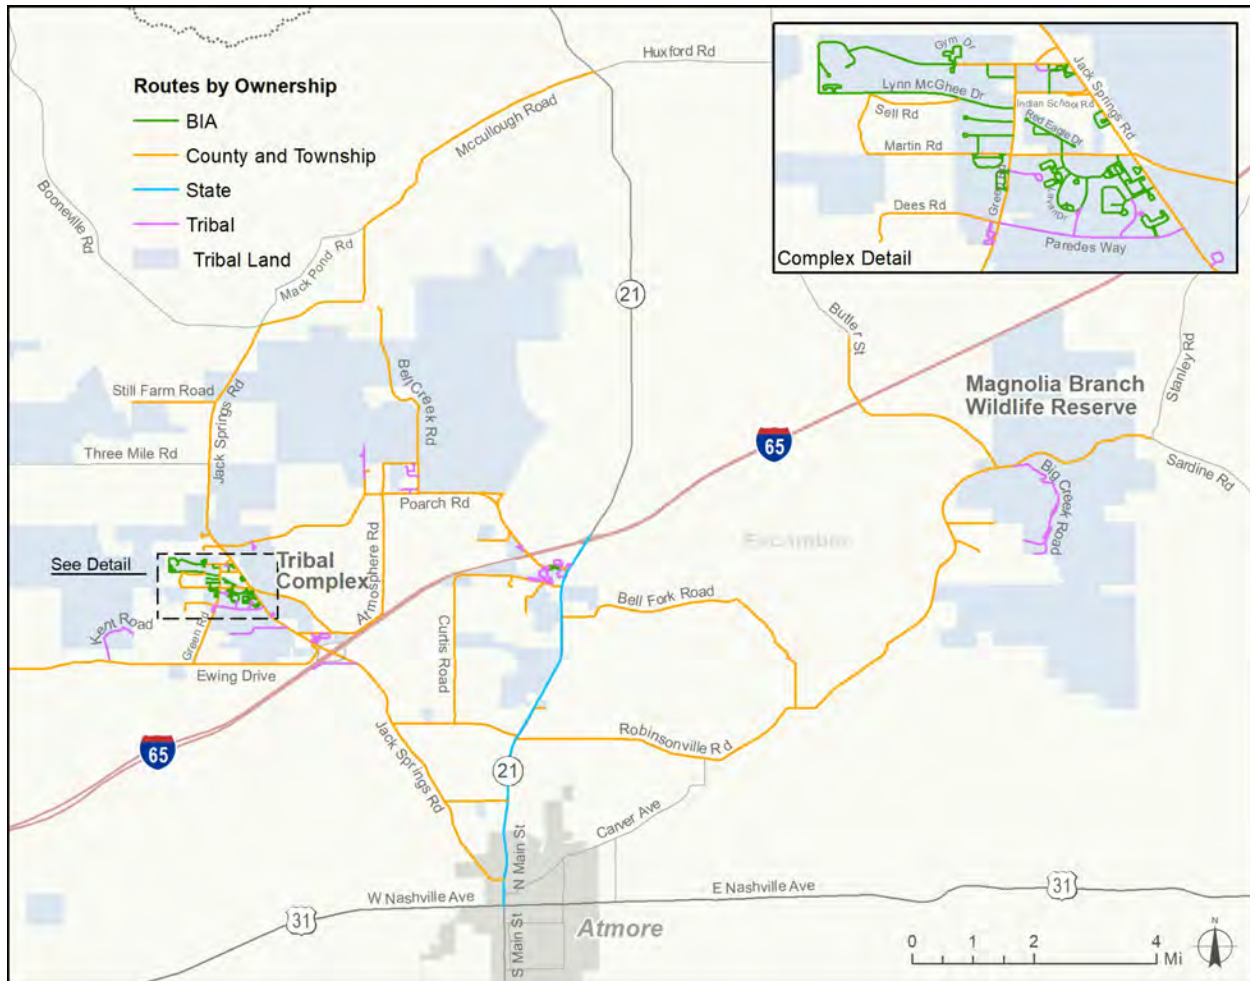 Routes by Ownership
BIA
County and Township
State
Tribal
Tribal Land
Huxford Rd
Mccullough Road
Booneville Rd
Mack Pond Rd
21
Gym Dr
Lynn McGhee Dr
Jack Springs Rd
Sell Rd
Indian School Rd
Red Eagle Dr
Martin Rd
Green Rd
Dees Rd
Paredes Way
Complex Detail
Butler St
Stanley Rd
Bell Creek Rd
Still Farm Road
Jack Springs Rd
Three Mile Rd
Magnolia Branch
Wildlife Reserve
65
Sardine Rd
Big Creek Road
Poarch Rd
Atmosphere Rd
Escambia
See Detail
Tribal
Complex
Bell Fork Road
Kent Road
Green Rd
Ewing Drive
Curtis Road
65
Jack Springs Rd
Robinsonville Rd
21
Carver Ave
N Main St
W Nashville Ave
E Nashville Ave
31
31
Atmore
S Main St
N
0 1 2 4
Mi